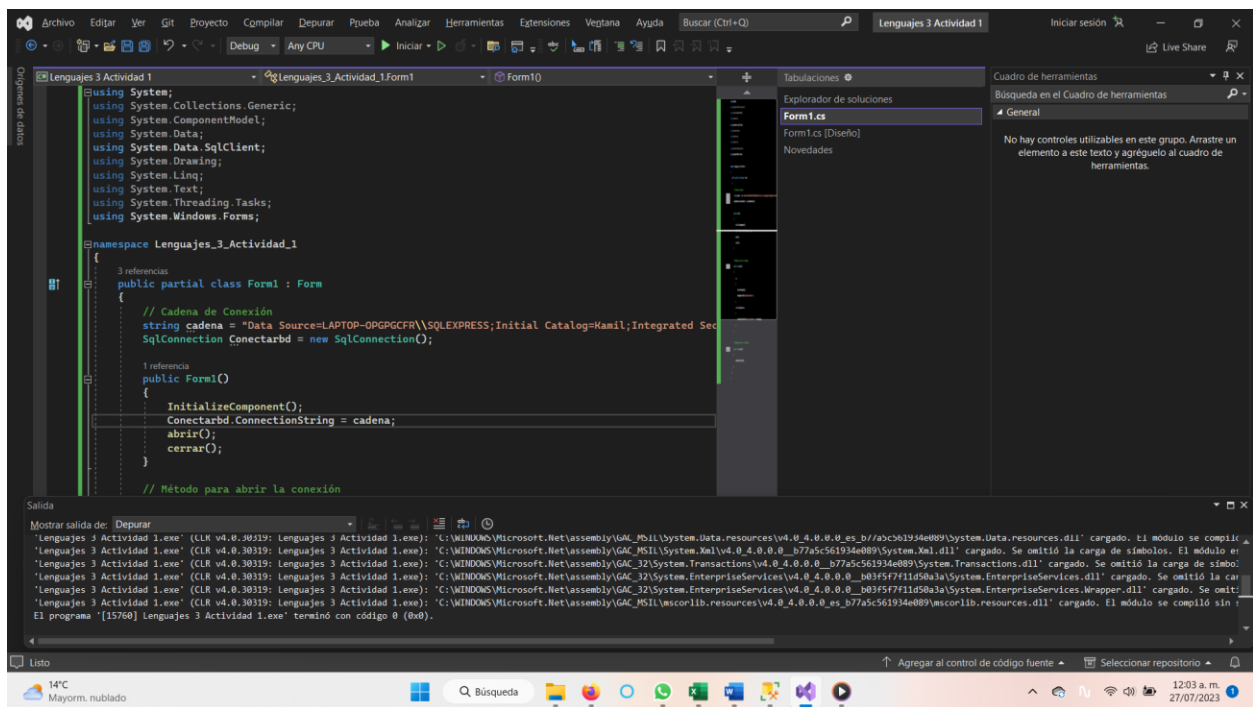 Archivo Editar Ver Git Proyecto Compilar Depurar Prueba Analizar Herramientas Extensiones Ventana Ayuda Buscar (Ctrl+Q) Lenguajes 3 Actividad 1 Iniciar sesión
Debug Any CPU Iniciar Live Share
Orígenes de datos
Lenguajes 3 Actividad 1 Lenguajes_3_Actividad_1.Form1 Form1()
using System;
using System.Collections.Generic;
using System.ComponentModel;
using System.Data;
using System.Data.SqlClient;
using System.Drawing;
using System.Linq;
using System.Text;
using System.Threading.Tasks;
using System.Windows.Forms;
namespace Lenguajes_3_Actividad_1
{
3 referencias
public partial class Form1 : Form
{
// Cadena de Conexión
string cadena = "Data Source=LAPTOP-OPGPGCFR\\SQLEXPRESS;Initial Catalog=Kamil;Integrated Sec
SqlConnection Conectarbd = new SqlConnection();
1 referencia
public Form1()
{
InitializeComponent();
Conectarbd.ConnectionString = cadena;
abrir();
cerrar();
}
// Método para abrir la conexión
Tabulaciones
Explorador de soluciones
Form1.cs
Form1.cs [Diseño]
Novedades
Cuadro de herramientas
Búsqueda en el Cuadro de herramientas
General
No hay controles utilizables en este grupo. Arrastre un
elemento a este texto y agréguelo al cuadro de
herramientas.
Salida
Mostrar salida de: Depurar
'Lenguajes 3 Actividad 1.exe' (CLR v4.0.30319: Lenguajes 3 Actividad 1.exe): 'C:\WINDOWS\Microsoft.Net\assembly\GAC_MSIL\System.Data.resources\v4.0_4.0.0.0_es_b77a5c561934e089\System.Data.resources.dll' cargado. El módulo se compiló
'Lenguajes 3 Actividad 1.exe' (CLR v4.0.30319: Lenguajes 3 Actividad 1.exe): 'C:\WINDOWS\Microsoft.Net\assembly\GAC_MSIL\System.Xml\v4.0_4.0.0.0__b77a5c561934e089\System.Xml.dll' cargado. Se omitió la carga de símbolos. El módulo es
'Lenguajes 3 Actividad 1.exe' (CLR v4.0.30319: Lenguajes 3 Actividad 1.exe): 'C:\WINDOWS\Microsoft.Net\assembly\GAC_32\System.Transactions\v4.0_4.0.0.0__b77a5c561934e089\System.Transactions.dll' cargado. Se omitió la carga de símbol
'Lenguajes 3 Actividad 1.exe' (CLR v4.0.30319: Lenguajes 3 Actividad 1.exe): 'C:\WINDOWS\Microsoft.Net\assembly\GAC_32\System.EnterpriseServices\v4.0_4.0.0.0__b03f5f7f11d50a3a\System.EnterpriseServices.dll' cargado. Se omitió la car
'Lenguajes 3 Actividad 1.exe' (CLR v4.0.30319: Lenguajes 3 Actividad 1.exe): 'C:\WINDOWS\Microsoft.Net\assembly\GAC_32\System.EnterpriseServices\v4.0_4.0.0.0__b03f5f7f11d50a3a\System.EnterpriseServices.Wrapper.dll' cargado. Se omiti
'Lenguajes 3 Actividad 1.exe' (CLR v4.0.30319: Lenguajes 3 Actividad 1.exe): 'C:\WINDOWS\Microsoft.Net\assembly\GAC_MSIL\mscorlib.resources\v4.0_4.0.0.0_es_b77a5c561934e089\mscorlib.resources.dll' cargado. El módulo se compiló sin s
El programa '[15760] Lenguajes 3 Actividad 1.exe' terminó con código 0 (0x0).
Listo Agregar al control de código fuente Seleccionar repositorio
14°C
Mayorm. nublado
Búsqueda
12:03 a. m.
27/07/2023
1